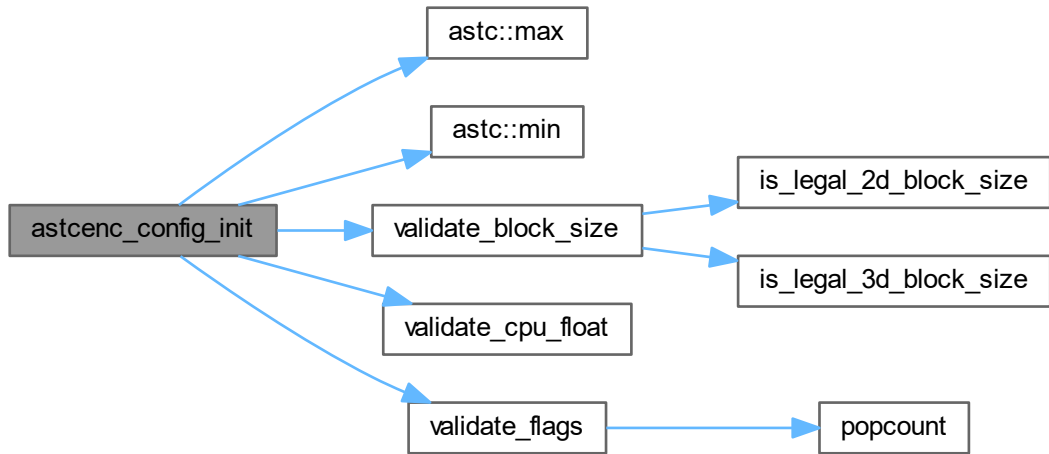 astcenc_config_init
astc::max
astc::min
validate_block_size
is_legal_2d_block_size
is_legal_3d_block_size
validate_cpu_float
validate_flags
popcount